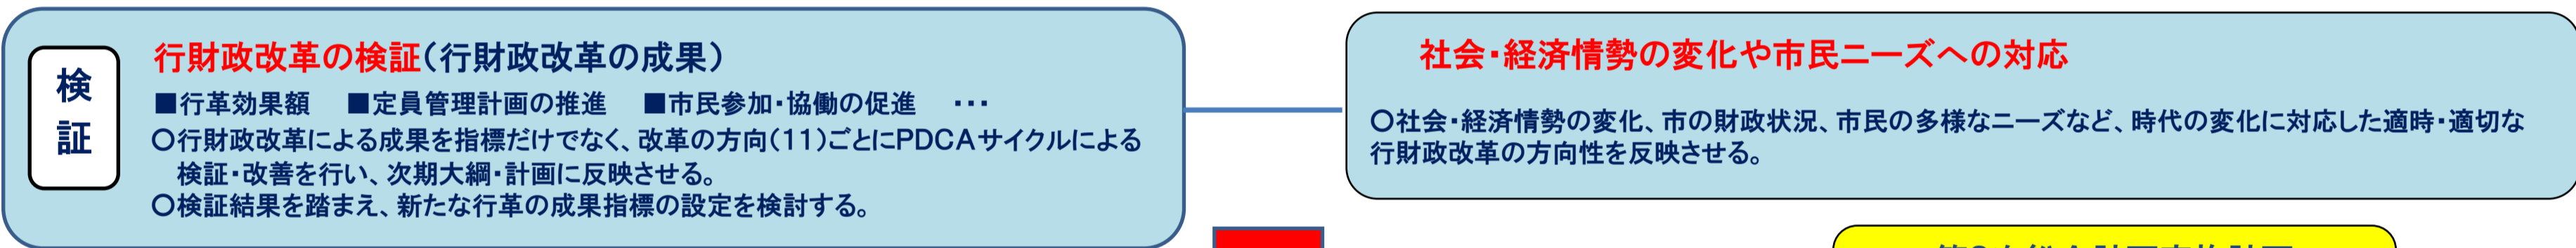 検
証
行財政改革の検証(行財政改革の成果)
■行革効果額　■定員管理計画の推進　■市民参加・協働の促進　・・・
○行財政改革による成果を指標だけでなく、改革の方向(11)ごとにPDCAサイクルによる
検証・改善を行い、次期大綱・計画に反映させる。
○検証結果を踏まえ、新たな行革の成果指標の設定を検討する。
社会・経済情勢の変化や市民ニーズへの対応
○社会・経済情勢の変化、市の財政状況、市民の多様なニーズなど、時代の変化に対応した適時・適切な
行財政改革の方向性を反映させる。